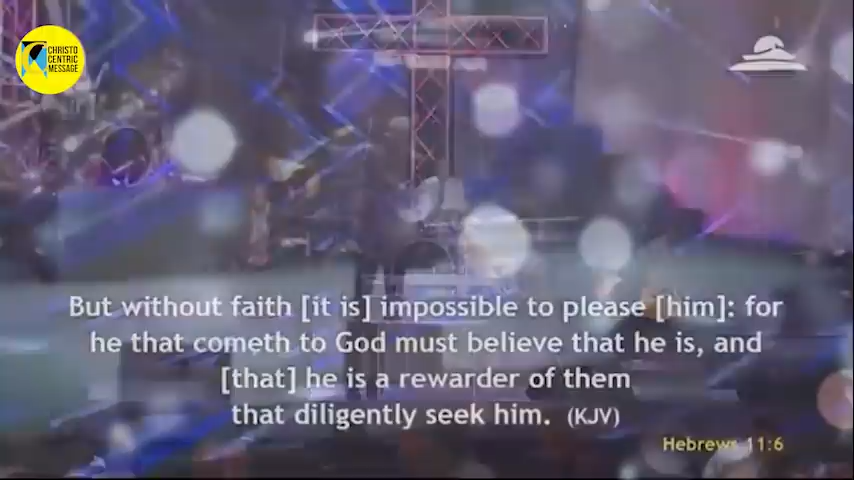 CHRISTO
CENTRIC
MESSAGE
But without faith [it is] impossible to please [him]: for
he that cometh to God must believe that he is, and
[that] he is a rewarder of them
that diligently seek him. (KJV)
Hebrews 11:6